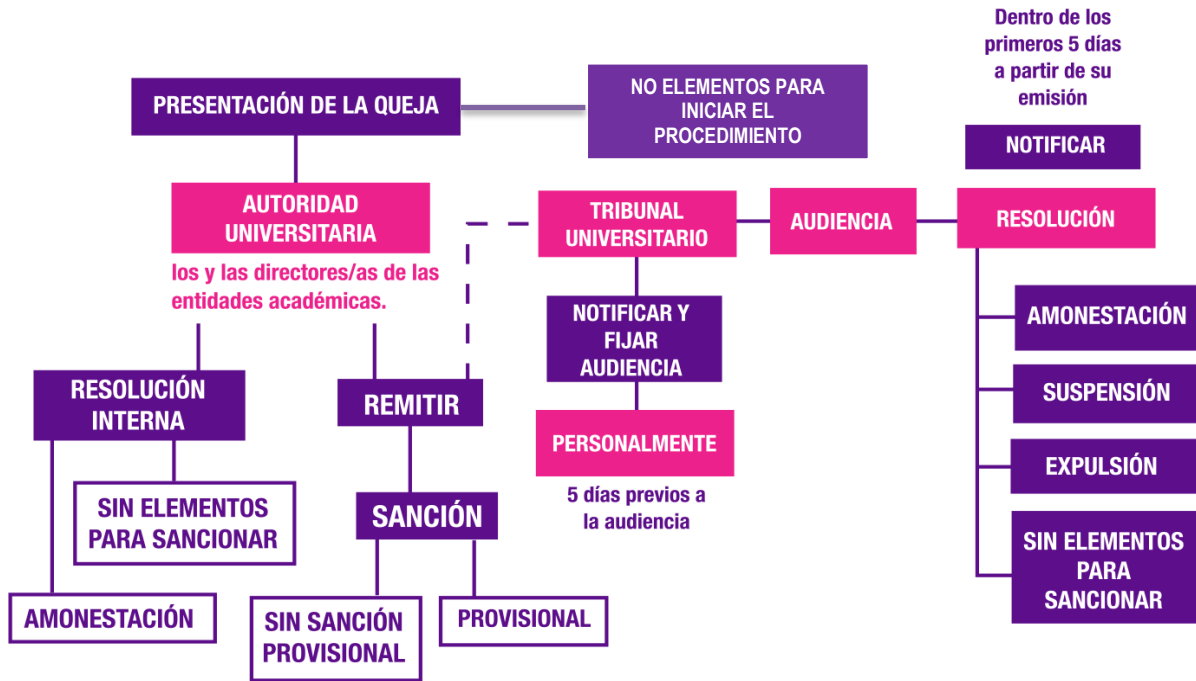 Dentro de los
primeros 5 días
a partir de su
emisión
PRESENTACIÓN DE LA QUEJA
NO ELEMENTOS PARA
INICIAR EL
PROCEDIMIENTO
NOTIFICAR
AUTORIDAD
UNIVERSITARIA
los y las directores/as de las
entidades académicas.
TRIBUNAL
UNIVERSITARIO
AUDIENCIA
RESOLUCIÓN
NOTIFICAR Y
FIJAR
AUDIENCIA
PERSONALMENTE
5 días previos a
la audiencia
AMONESTACIÓN
SUSPENSIÓN
EXPULSIÓN
SIN ELEMENTOS
PARA
SANCIONAR
RESOLUCIÓN
INTERNA
REMITIR
SIN ELEMENTOS
PARA SANCIONAR
AMONESTACIÓN
SANCIÓN
SIN SANCIÓN
PROVISIONAL
PROVISIONAL